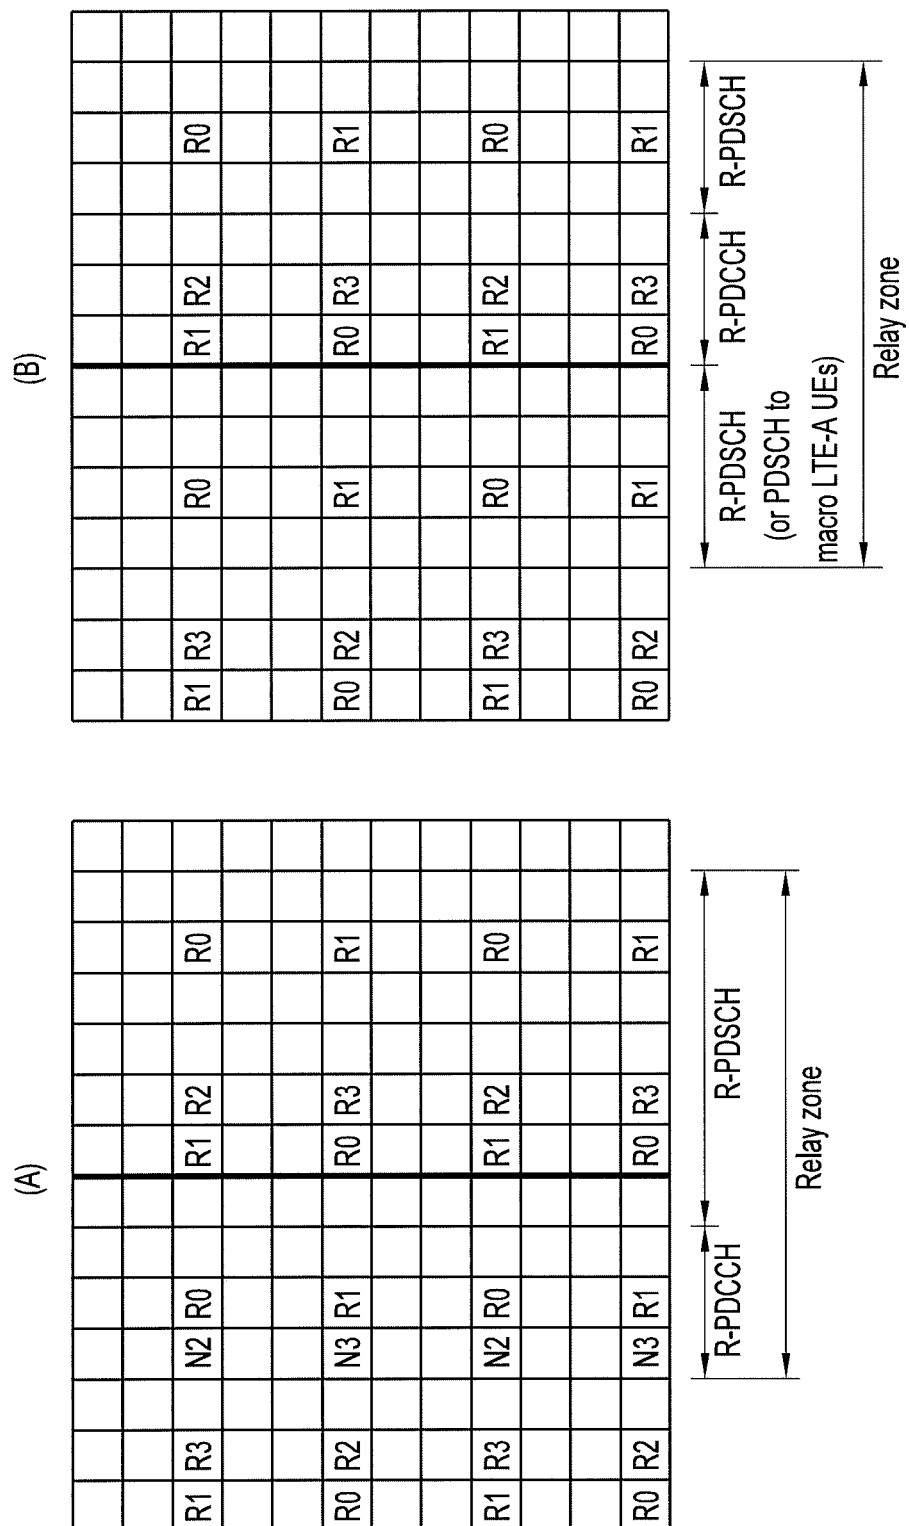 (B)
R0
R1
R0
R1
R1 R2
R0 R3
R1 R2
R0 R3
R0
R1
R0
R1
R1 R3
R0 R2
R1 R3
R0 R2
R-PDSCH
(or PDSCH to
macro LTE-A UEs)
R-PDCCH
R-PDSCH
Relay zone
(A)
R0
R1
R0
R1
R1 R2
R0 R3
R1 R2
R0 R3
N2 R0
N3 R1
N2 R0
N3 R1
R1 R3
R0 R2
R1 R3
R0 R2
R-PDCCH
R-PDSCH
Relay zone